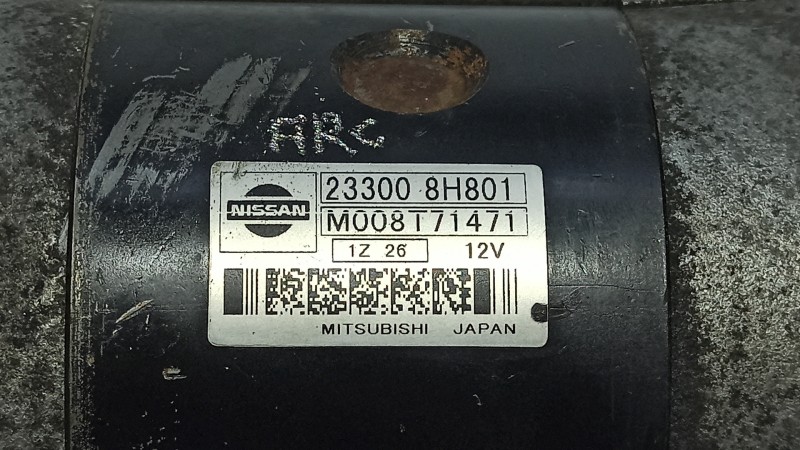 ARG
NISSAN
23300 8H801
M008T71471
1Z 26
12V
MITSUBISHI JAPAN